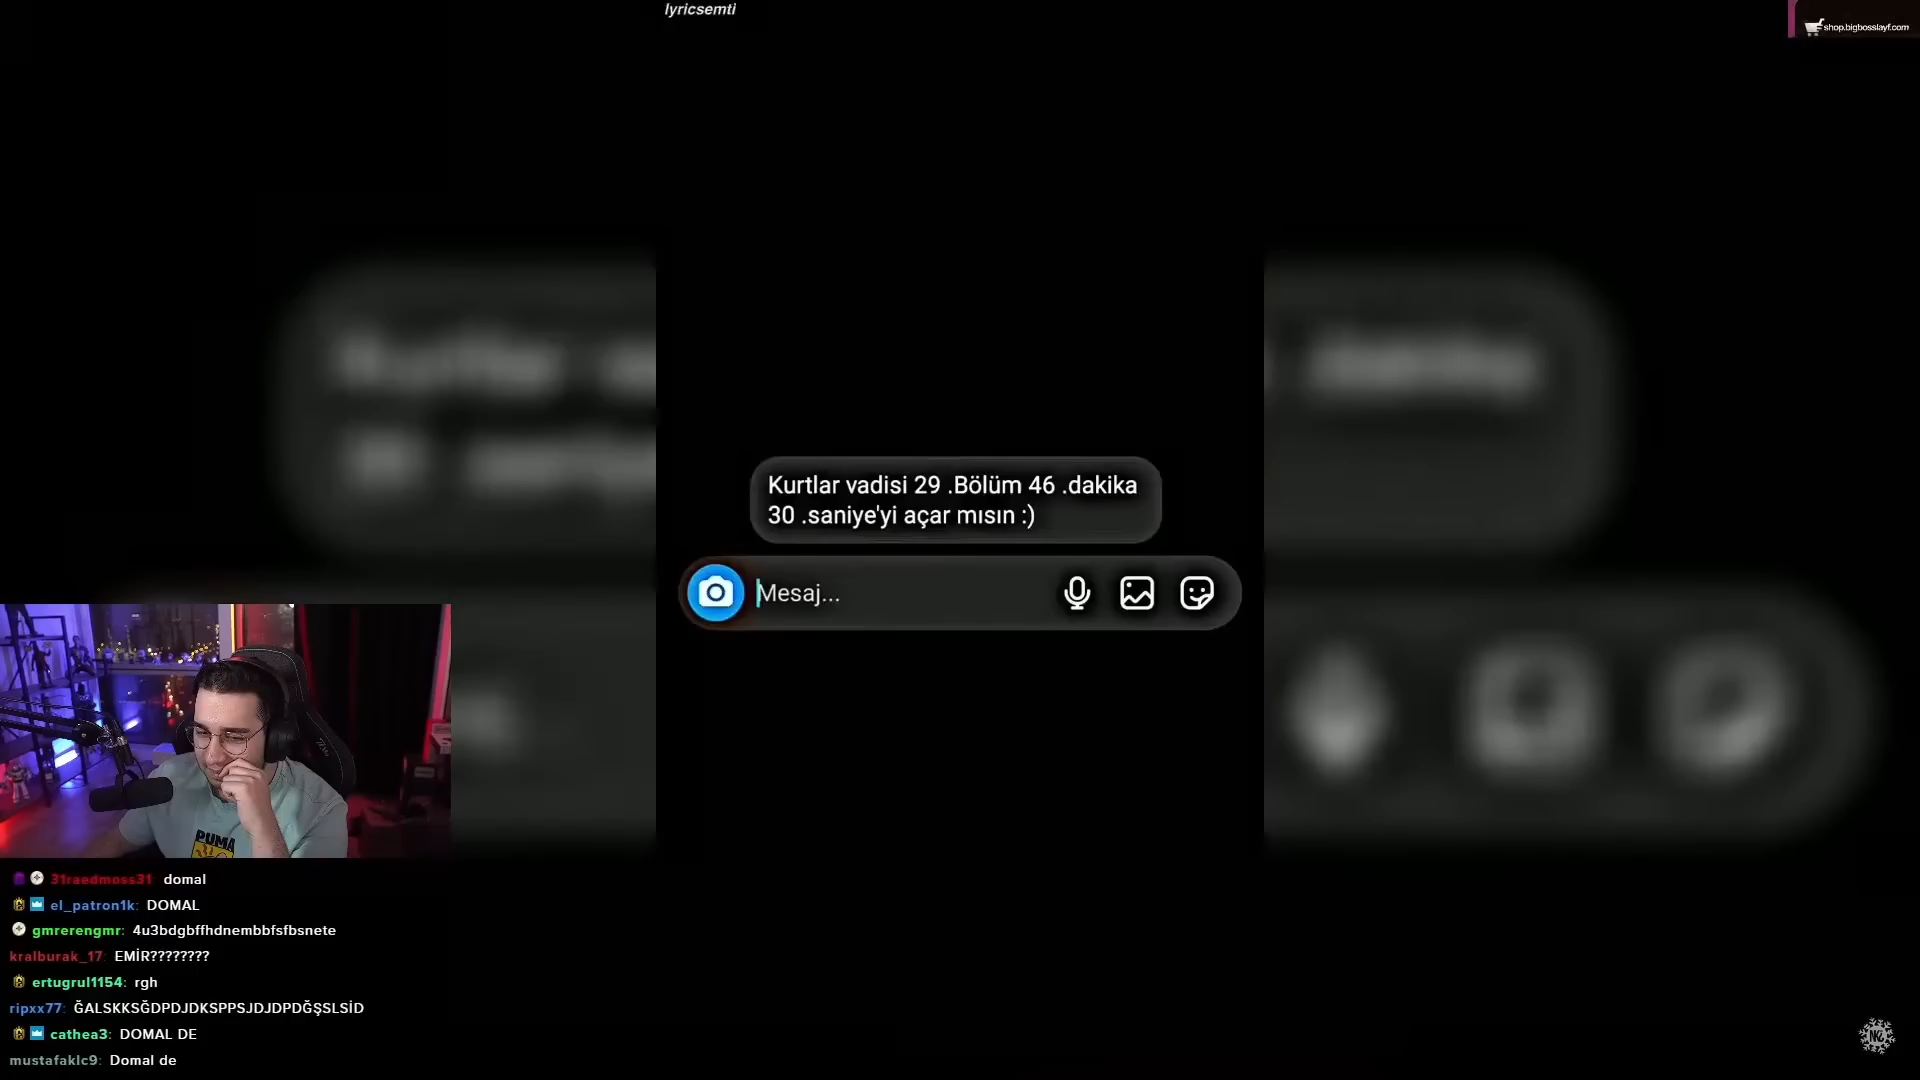 lyricsemti
shop.bigbosslayf.com
Kurtlar vadisi 29 .Bölüm 46 .dakika
30 .saniye'yi açar mısın :)
Mesaj...
PUMA
31raedmoss31 domal
el_patron1k: DOMAL
gmrerengmr: 4u3bdgbffhdnembbfsfbsnete
kralburak_17: EMİR????????
ertugrul1154: rgh
ripxx77: ĞALSKKSĞDPDJDKSPPSJDJDPDĞŞSLSİD
cathea3: DOMAL DE
mustafaklc9: Domal de